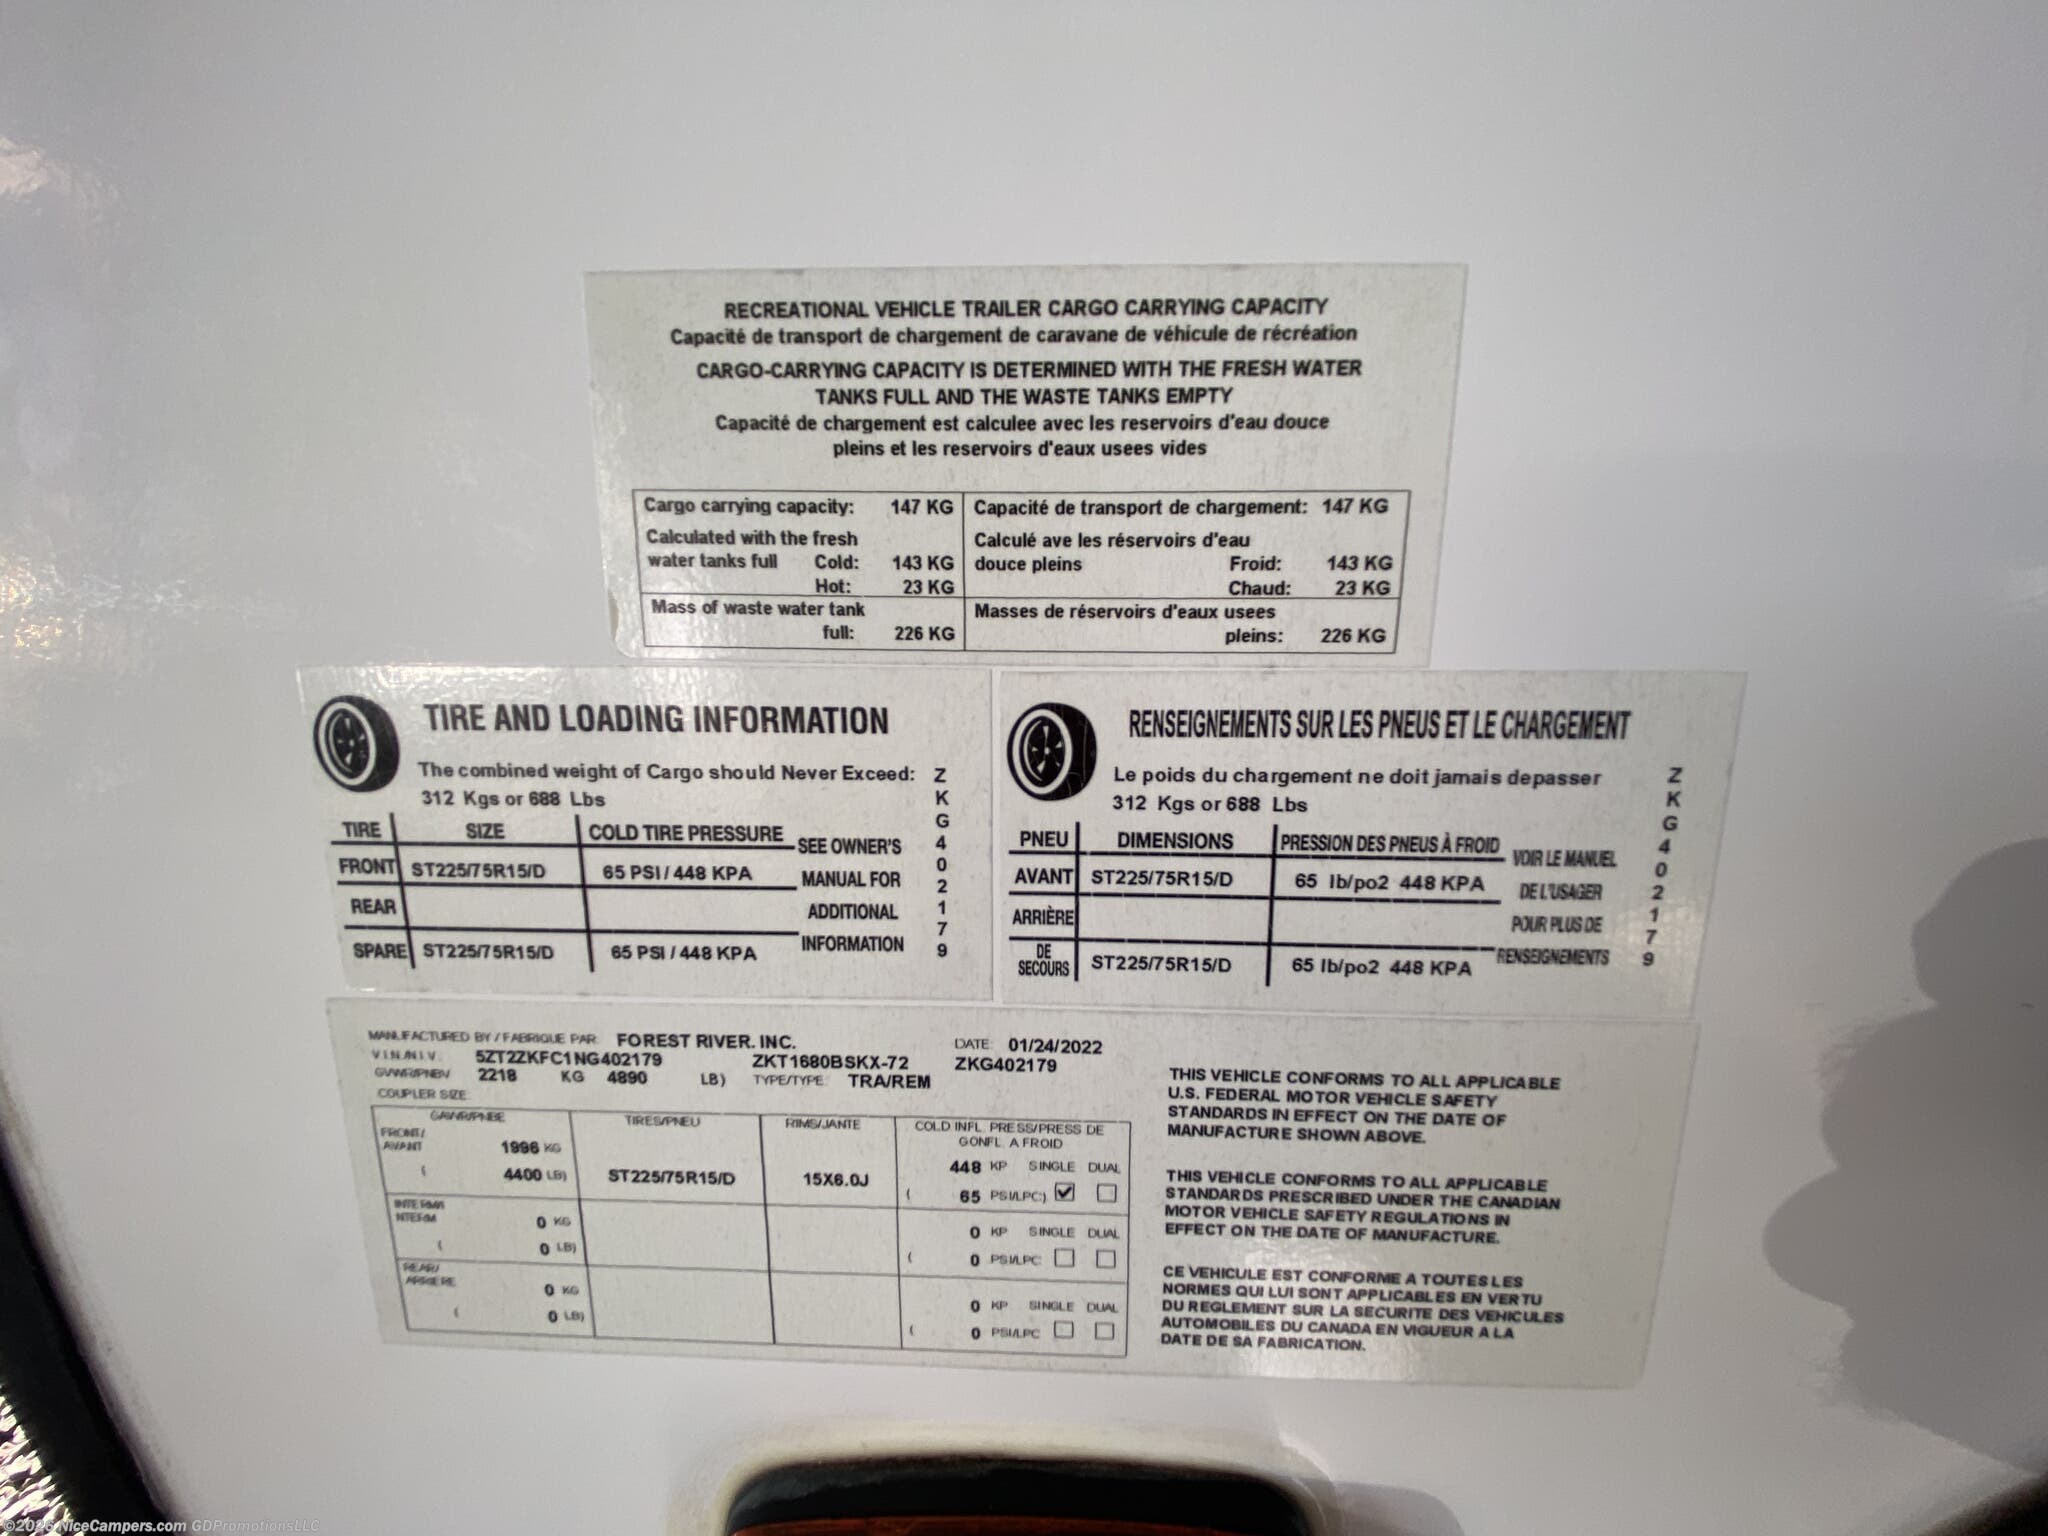 RECREATIONAL VEHICLE TRAILER CARGO CARRYING CAPACITY
Capacité de transport de chargement de caravane de véhicule de récréation
CARGO-CARRYING CAPACITY IS DETERMINED WITH THE FRESH WATER
TANKS FULL AND THE WASTE TANKS EMPTY
Capacité de chargement est calculee avec les reservoirs d'eau douce
pleins et les reservoirs d'eaux usees vides
Cargo carrying capacity: 147 KG
Calculated with the fresh
water tanks full Cold: 143 KG
Hot: 23 KG
Mass of waste water tank
full: 226 KG
Capacité de transport de chargement: 147 KG
Calculé ave les réservoirs d'eau
douce pleins Froid: 143 KG
Chaud: 23 KG
Masses de réservoirs d'eaux usees
pleins: 226 KG
TIRE AND LOADING INFORMATION
The combined weight of Cargo should Never Exceed:
312 Kgs or 688 Lbs
TIRE SIZE COLD TIRE PRESSURE
FRONT ST225/75R15/D 65 PSI / 448 KPA
REAR
SPARE ST225/75R15/D 65 PSI / 448 KPA
SEE OWNER'S
MANUAL FOR
ADDITIONAL
INFORMATION
ZKG402179
RENSEIGNEMENTS SUR LES PNEUS ET LE CHARGEMENT
Le poids du chargement ne doit jamais depasser
312 Kgs or 688 Lbs
PNEU DIMENSIONS PRESSION DES PNEUS À FROID
AVANT ST225/75R15/D 65 lb/po2 448 KPA
ARRIÈRE
DE
SECOURS ST225/75R15/D 65 lb/po2 448 KPA
VOIR LE MANUEL
DE L'USAGER
POUR PLUS DE
RENSEIGNEMENTS
ZKG402179
MANUFACTURED BY / FABRIQUE PAR FOREST RIVER. INC. DATE: 01/24/2022
V.I.N./N.I.V. 5ZT2ZKFC1NG402179 ZKT1680BSKX-72 ZKG402179
GVWR/PNBV 2218 KG 4890 LB) TYPE/TYPE: TRA/REM
COUPLER SIZE
GAWR/PNBE TIRES/PNEU RIMS/JANTE COLD INFL. PRESS/PRESS DE
GONFL. A FROID
FRONT/
AVANT 1996 KG 448 KP SINGLE DUAL
( 4400 LB) ST225/75R15/D 15X6.0J ( 65 PSI/LPC:) ☑ ☐
0 KG 0 KP SINGLE DUAL
( 0 LB) ( 0 PSI/LPC ☐ ☐
REAR/
ARRIERE 0 KG 0 KP SINGLE DUAL
( 0 LB) ( 0 PSI/LPC ☐ ☐
THIS VEHICLE CONFORMS TO ALL APPLICABLE
U.S. FEDERAL MOTOR VEHICLE SAFETY
STANDARDS IN EFFECT ON THE DATE OF
MANUFACTURE SHOWN ABOVE.
THIS VEHICLE CONFORMS TO ALL APPLICABLE
STANDARDS PRESCRIBED UNDER THE CANADIAN
MOTOR VEHICLE SAFETY REGULATIONS IN
EFFECT ON THE DATE OF MANUFACTURE.
CE VEHICULE EST CONFORME A TOUTES LES
NORMES QUI LUI SONT APPLICABLES EN VERTU
DU REGLEMENT SUR LA SECURITE DES VEHICULES
AUTOMOBILES DU CANADA EN VIGUEUR A LA
DATE DE SA FABRICATION.
©2026 NiceCampers.com GDPromotionsLLC